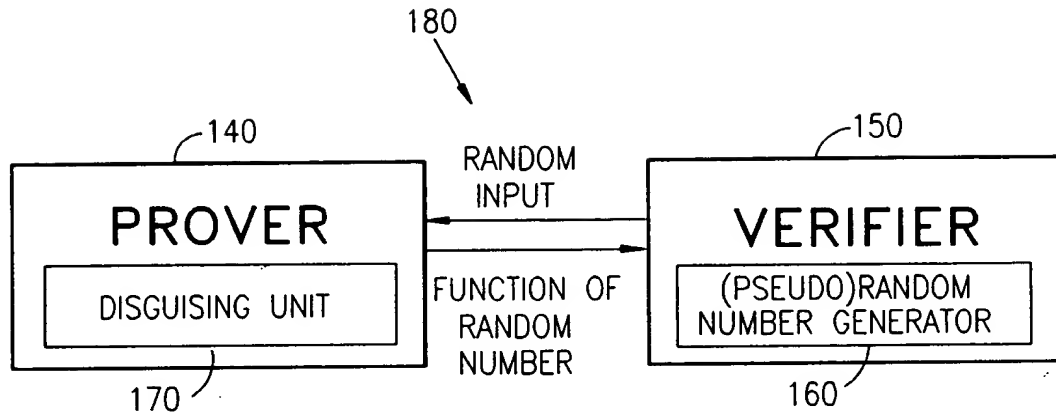 180
140
150
RANDOM
INPUT
PROVER
VERIFIER
DISGUISING UNIT
FUNCTION OF
RANDOM
NUMBER
(PSEUDO)RANDOM
NUMBER GENERATOR
170
160